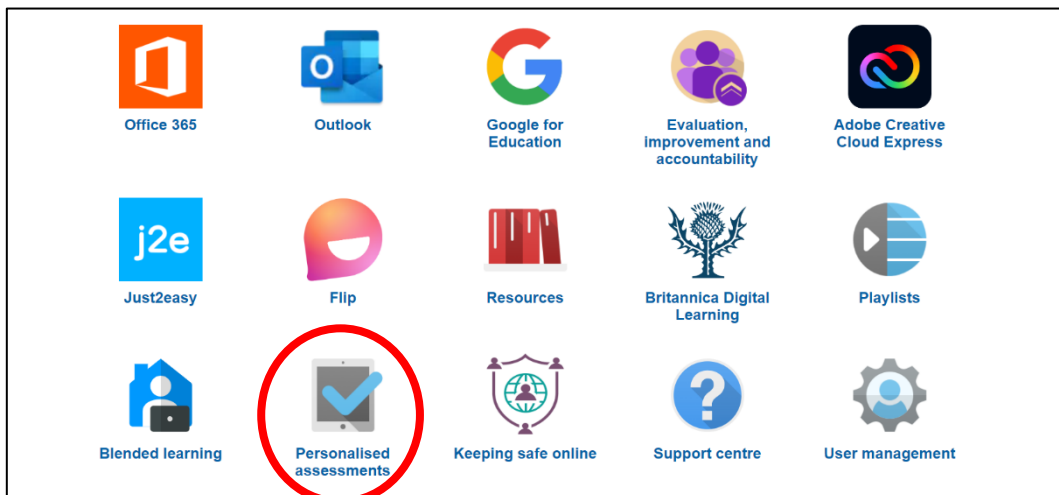 Office 365
Outlook
Google for
Education
Evaluation,
improvement and
accountability
Adobe Creative
Cloud Express
j2e
Just2easy
Flip
Resources
Britannica Digital
Learning
Playlists
Blended learning
Personalised
assessments
Keeping safe online
?
Support centre
User management